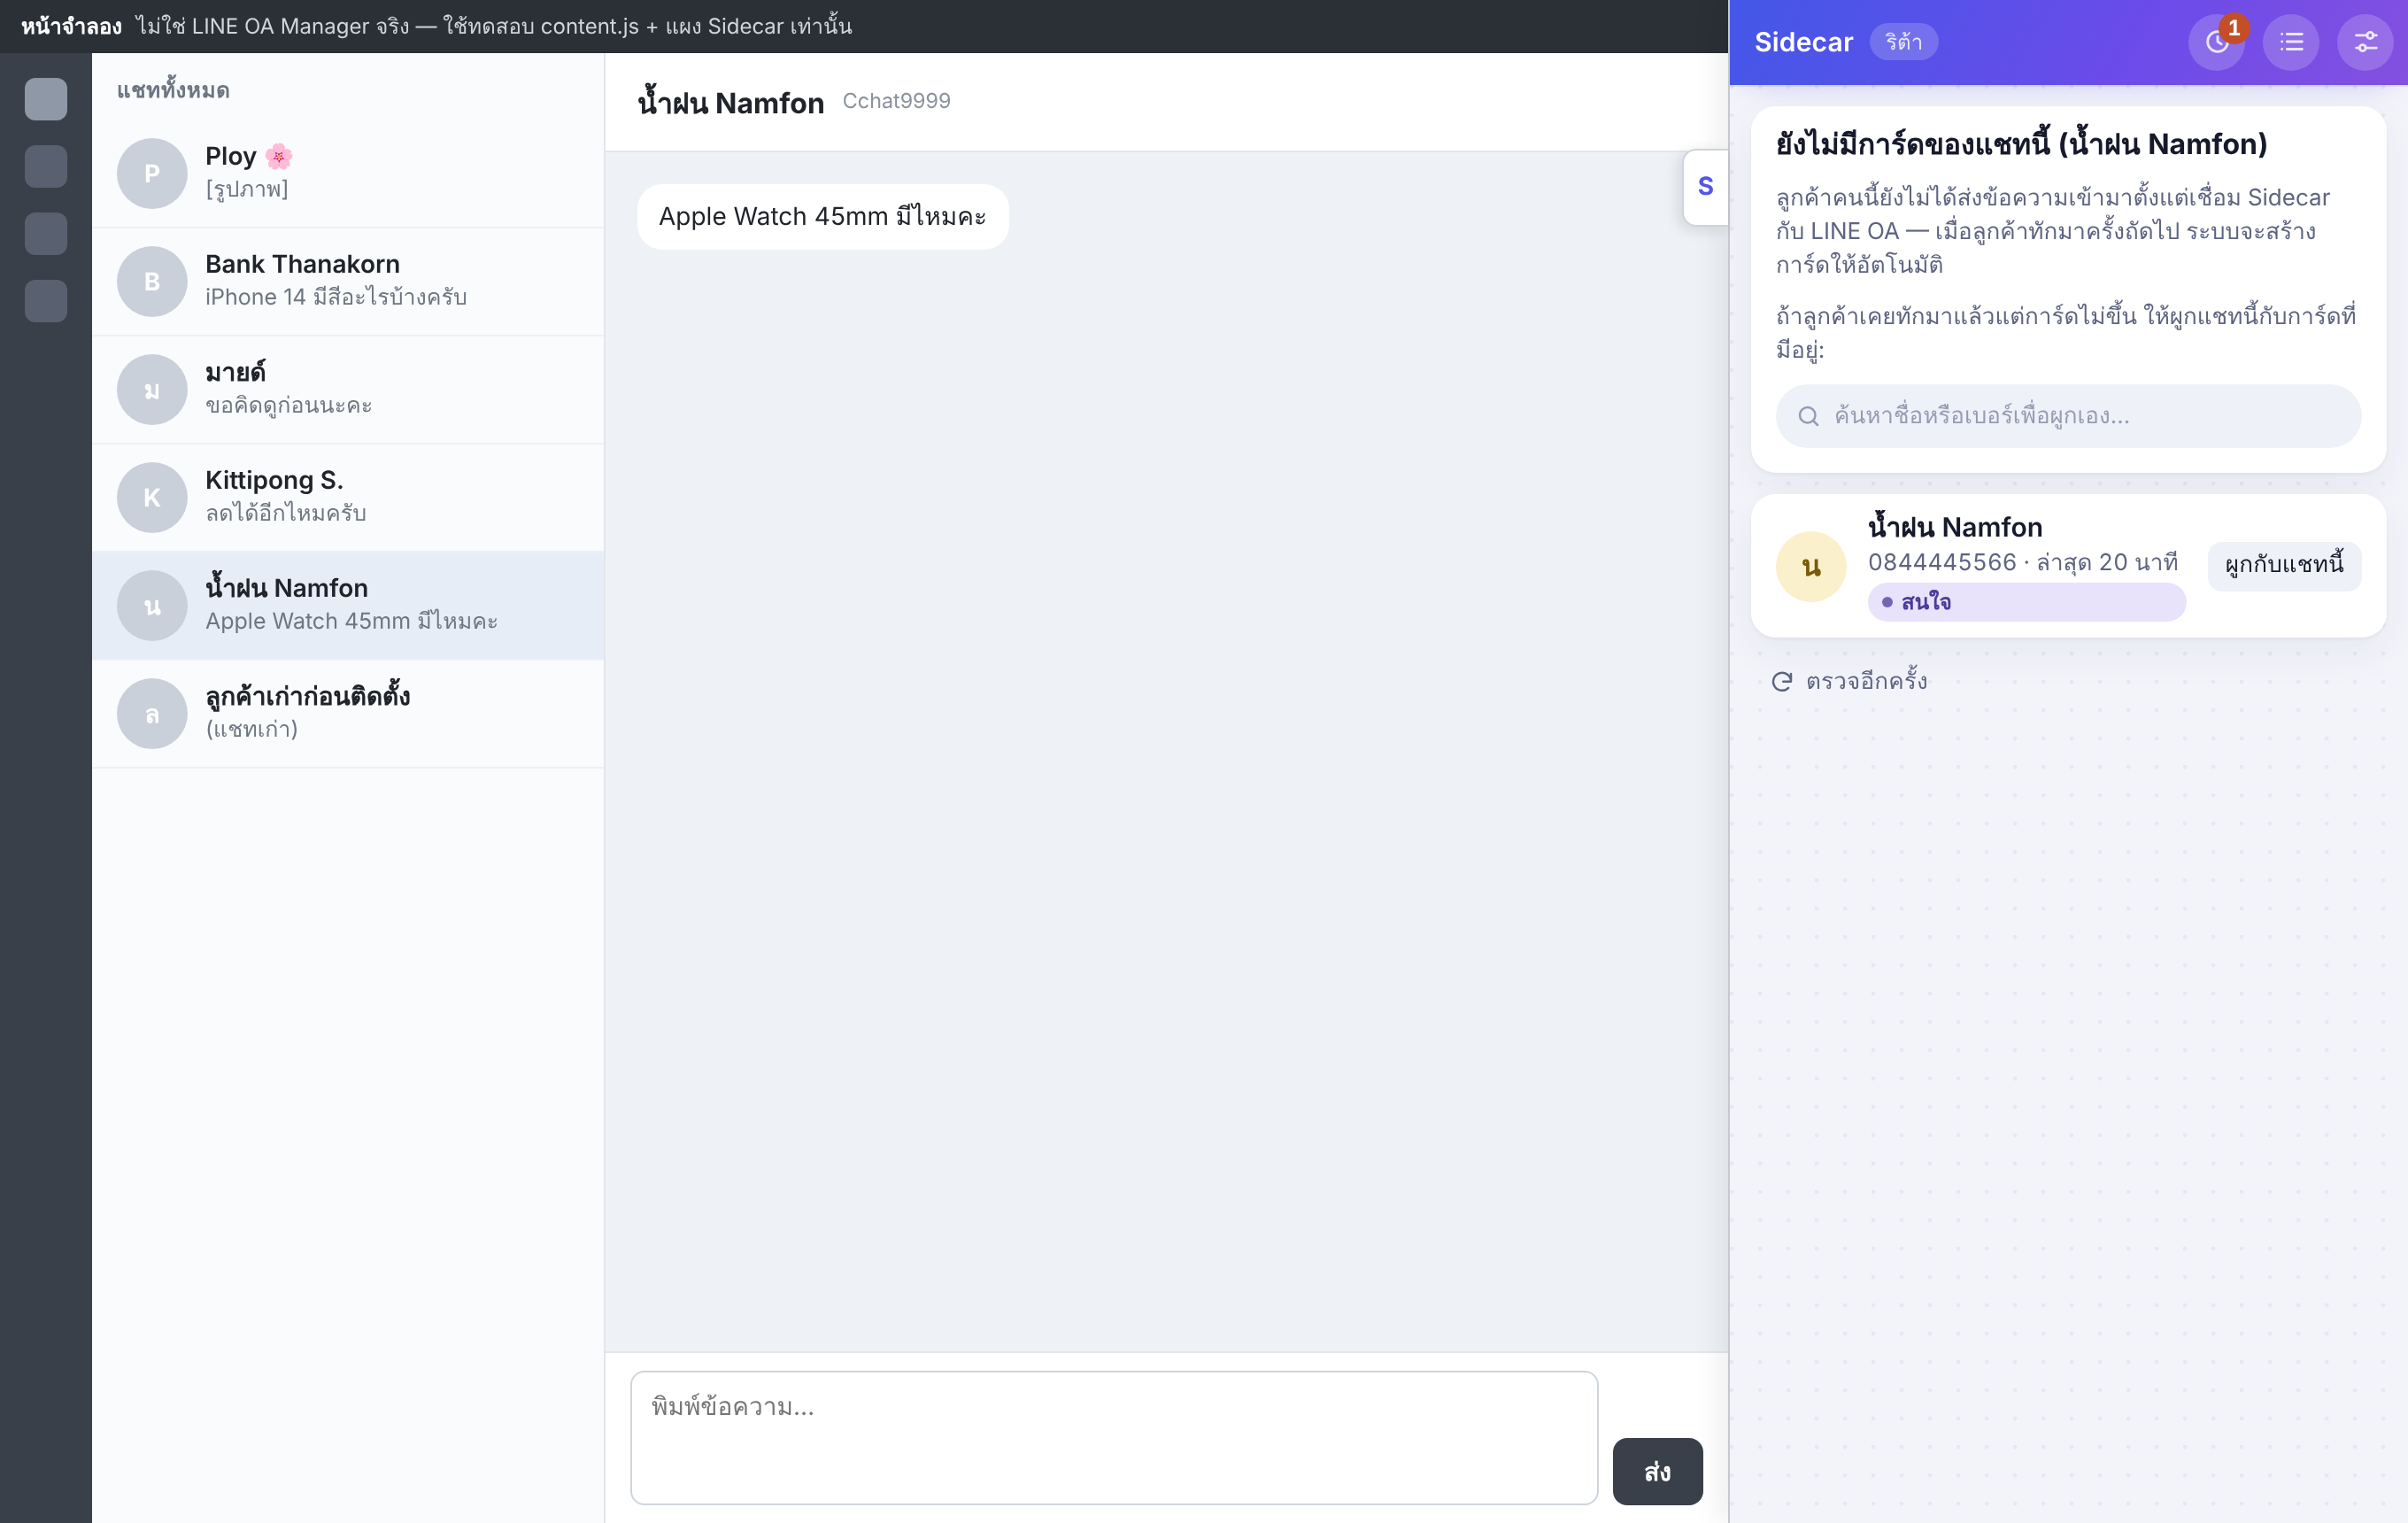 หน้าจำลอง ไม่ใช่ LINE OA Manager จริง — ใช้ทดสอบ content.js + แผง Sidecar เท่านั้น
แชททั้งหมด
P
Ploy 🌸
[รูปภาพ]
B
Bank Thanakorn
iPhone 14 มีสีอะไรบ้างครับ
ม
มายด์
ขอคิดดูก่อนนะคะ
K
Kittipong S.
ลดได้อีกไหมครับ
น
น้ำฝน Namfon
Apple Watch 45mm มีไหมคะ
ล
ลูกค้าเก่าก่อนติดตั้ง
(แชทเก่า)
น้ำฝน Namfon Cchat9999
Apple Watch 45mm มีไหมคะ
S
พิมพ์ข้อความ...
ส่ง
Sidecar ริต้า 1
ยังไม่มีการ์ดของแชทนี้ (น้ำฝน Namfon)
ลูกค้าคนนี้ยังไม่ได้ส่งข้อความเข้ามาตั้งแต่เชื่อม Sidecar
กับ LINE OA — เมื่อลูกค้าทักมาครั้งถัดไป ระบบจะสร้าง
การ์ดให้อัตโนมัติ
ถ้าลูกค้าเคยทักมาแล้วแต่การ์ดไม่ขึ้น ให้ผูกแชทนี้กับการ์ดที่
มีอยู่:
ค้นหาชื่อหรือเบอร์เพื่อผูกเอง...
น
น้ำฝน Namfon
0844445566 · ล่าสุด 20 นาที
สนใจ
ผูกกับแชทนี้
ตรวจอีกครั้ง